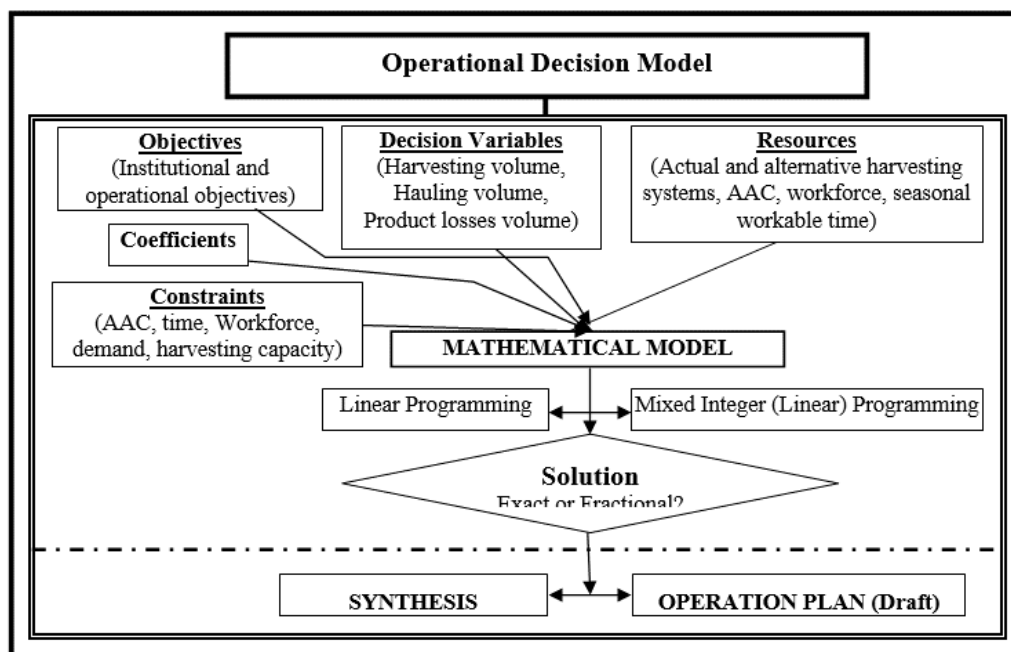 Operational Decision Model
Objectives
(Institutional and
operational objectives)
Decision Variables
(Harvesting volume,
Hauling volume,
Product losses volume)
Resources
(Actual and alternative harvesting
systems, AAC, workforce, seasonal
workable time)
Coefficients
Constraints
(AAC, time, Workforce,
demand, harvesting capacity)
MATHEMATICAL MODEL
Linear Programming
Mixed Integer (Linear) Programming
Solution
Exact or Fractional?
SYNTHESIS
OPERATION PLAN (Draft)